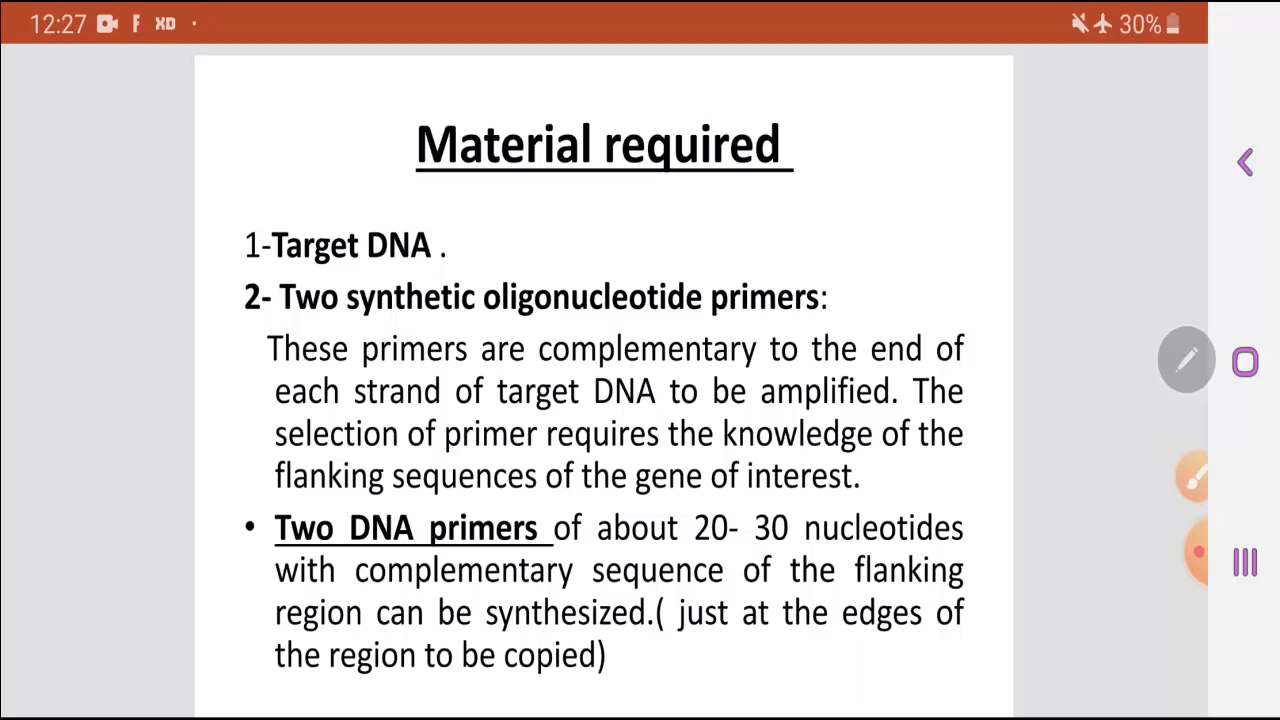 12:27 f XD 30%
Material required
1-Target DNA .
2- Two synthetic oligonucleotide primers:
These primers are complementary to the end of
each strand of target DNA to be amplified. The
selection of primer requires the knowledge of the
flanking sequences of the gene of interest.
• Two DNA primers of about 20- 30 nucleotides
with complementary sequence of the flanking
region can be synthesized.( just at the edges of
the region to be copied)